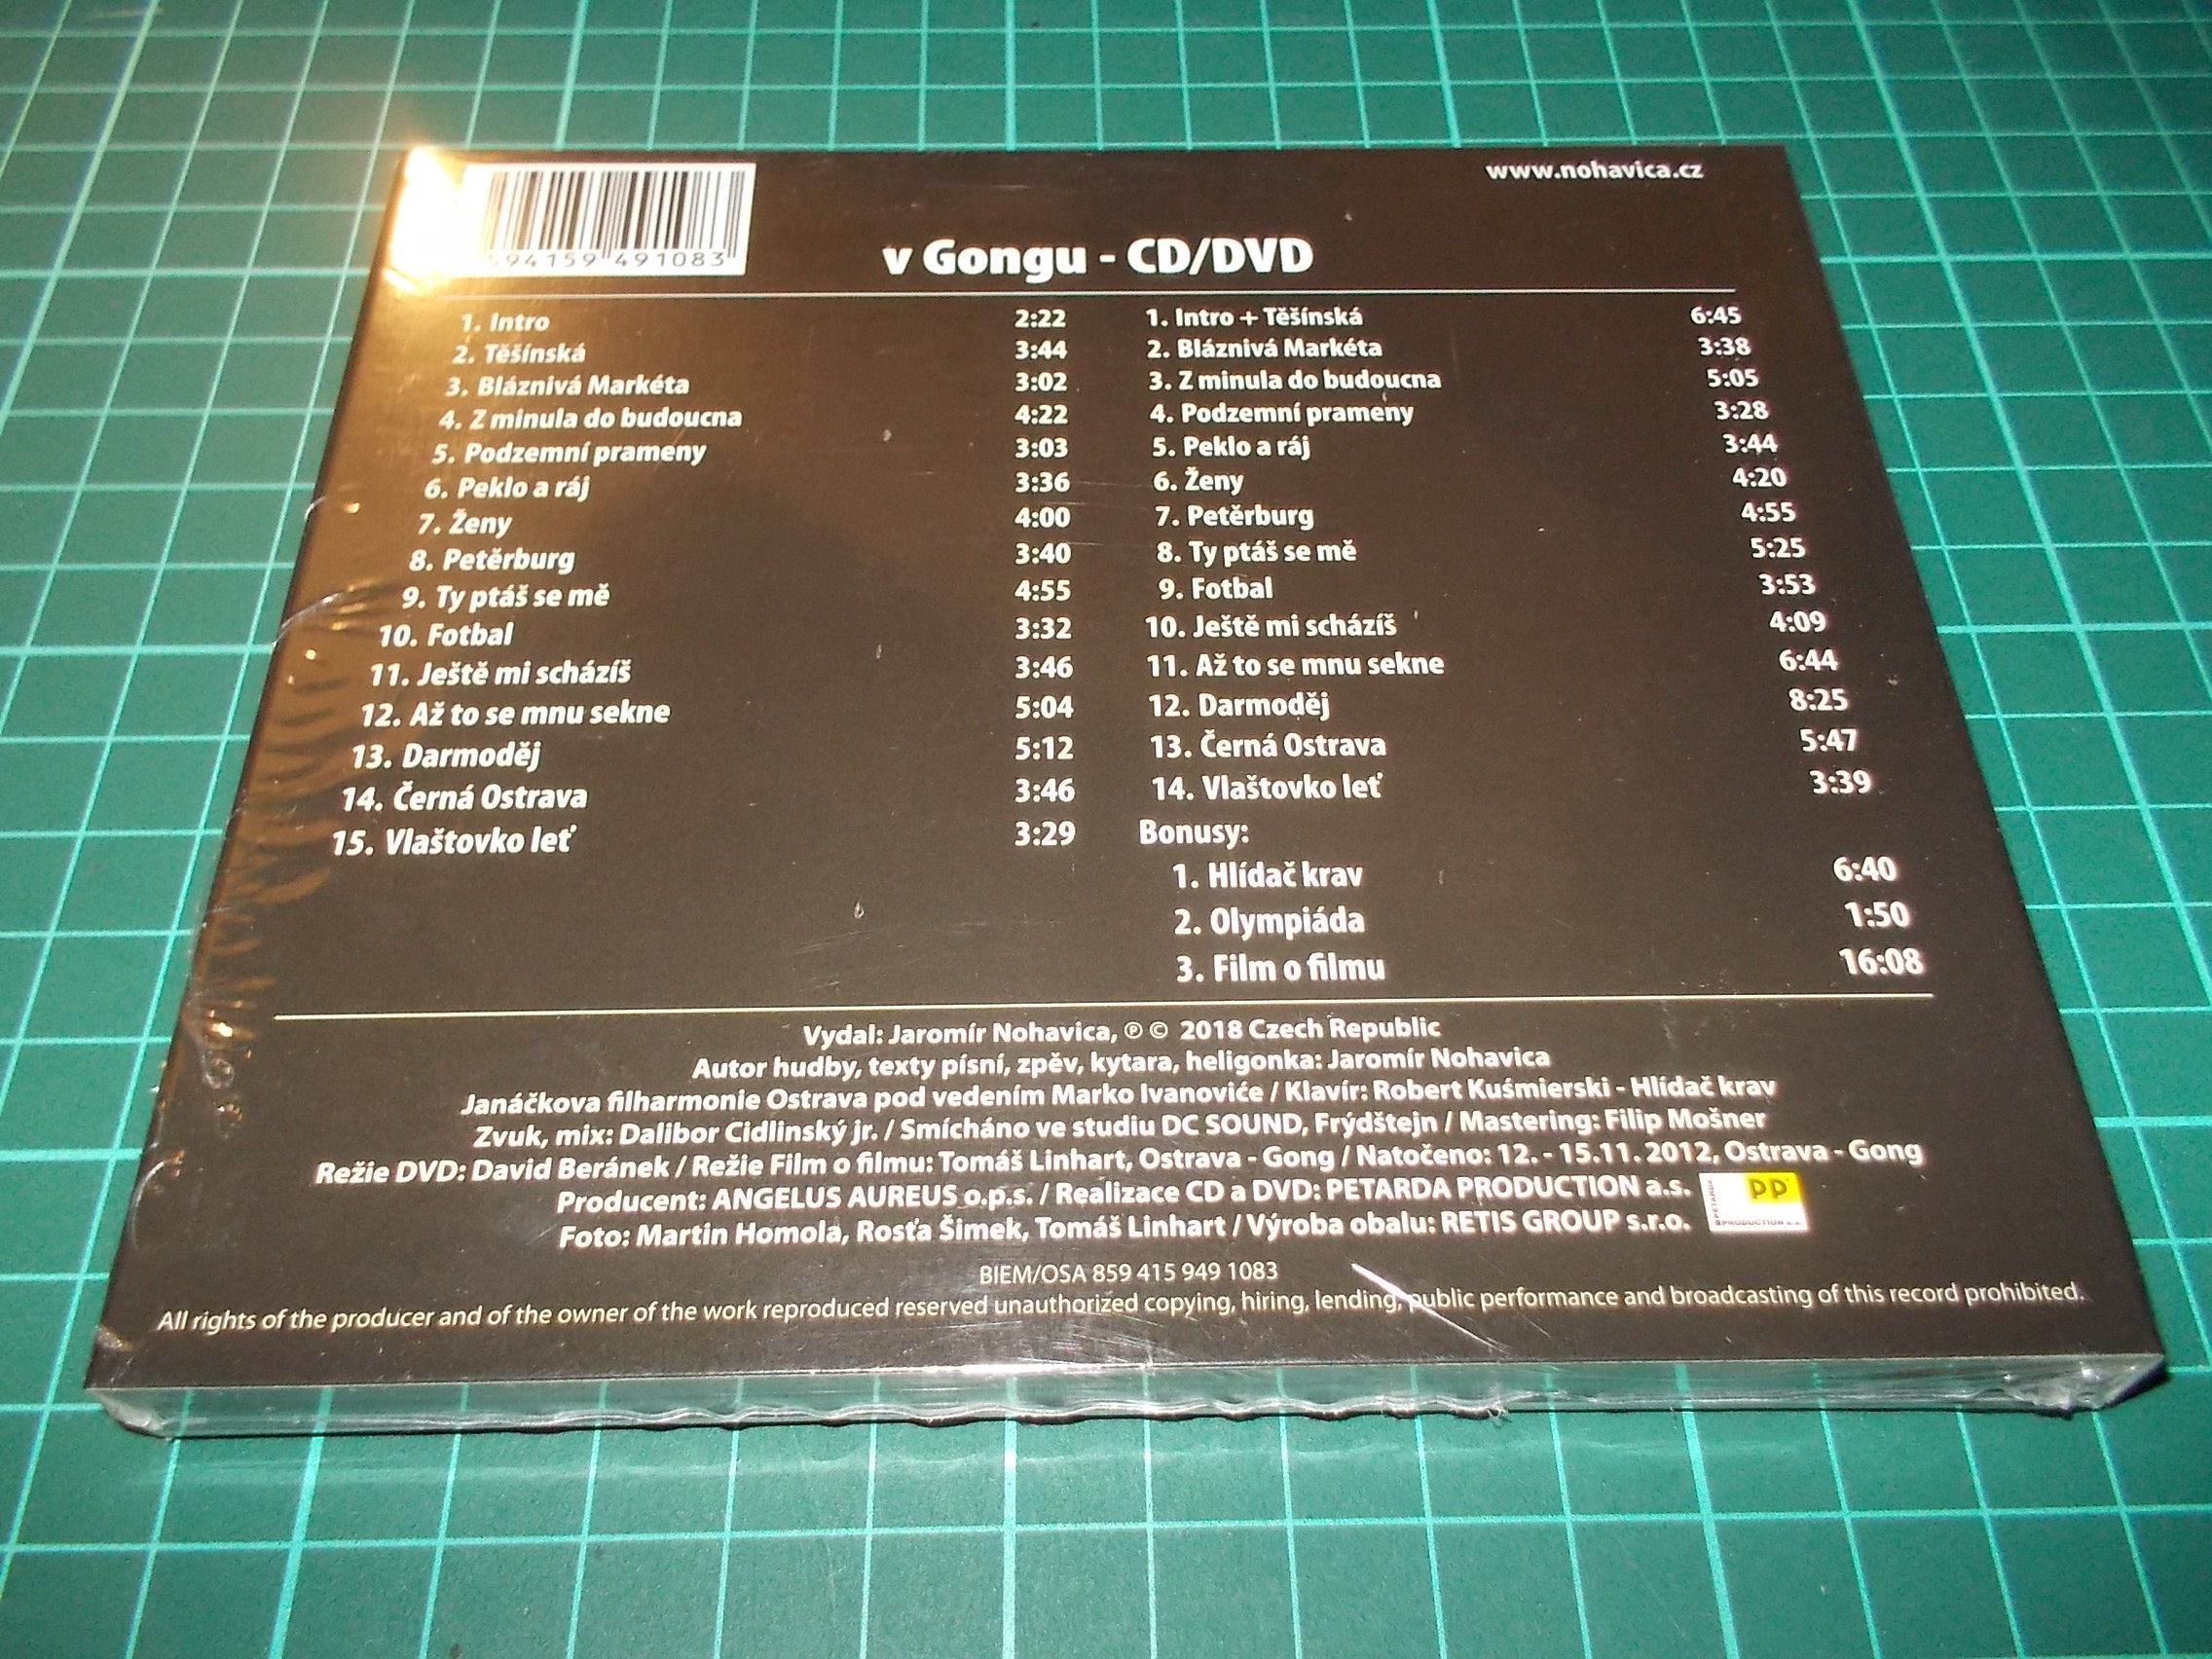 www.nohavica.cz
594159 491083
v Gongu - CD/DVD
1. Intro 2:22
2. Těšínská 3:44
3. Bláznivá Markéta 3:02
4. Z minula do budoucna 4:22
5. Podzemní prameny 3:03
6. Peklo a ráj 3:36
7. Ženy 4:00
8. Petěrburg 3:40
9. Ty ptáš se mě 4:55
10. Fotbal 3:32
11. Ještě mi scházíš 3:46
12. Až to se mnu sekne 5:04
13. Darmoděj 5:12
14. Černá Ostrava 3:46
15. Vlaštovko leť 3:29
1. Intro + Těšínská 6:45
2. Bláznivá Markéta 3:38
3. Z minula do budoucna 5:05
4. Podzemní prameny 3:28
5. Peklo a ráj 3:44
6. Ženy 4:20
7. Petěrburg 4:55
8. Ty ptáš se mě 5:25
9. Fotbal 3:53
10. Ještě mi scházíš 4:09
11. Až to se mnu sekne 6:44
12. Darmoděj 8:25
13. Černá Ostrava 5:47
14. Vlaštovko leť 3:39
Bonusy:
1. Hlídač krav 6:40
2. Olympiáda 1:50
3. Film o filmu 16:08
Vydal: Jaromír Nohavica, ℗ © 2018 Czech Republic
Autor hudby, texty písní, zpěv, kytara, heligonka: Jaromír Nohavica
Janáčkova filharmonie Ostrava pod vedením Marko Ivanoviće / Klavír: Robert Kuśmierski - Hlídač krav
Zvuk, mix: Dalibor Cidlinský jr. / Smícháno ve studiu DC SOUND, Frýdštejn / Mastering: Filip Mošner
Režie DVD: David Beránek / Režie Film o filmu: Tomáš Linhart, Ostrava - Gong / Natočeno: 12. - 15.11. 2012, Ostrava - Gong
Producent: ANGELUS AUREUS o.p.s. / Realizace CD a DVD: PETARDA PRODUCTION a.s.
Foto: Martin Homola, Rosťa Šimek, Tomáš Linhart / Výroba obalu: RETIS GROUP s.r.o.
PP
PETARDA
PRODUCTION a.s.
BIEM/OSA 859 415 949 1083
All rights of the producer and of the owner of the work reproduced reserved unauthorized copying, hiring, lending, public performance and broadcasting of this record prohibited.